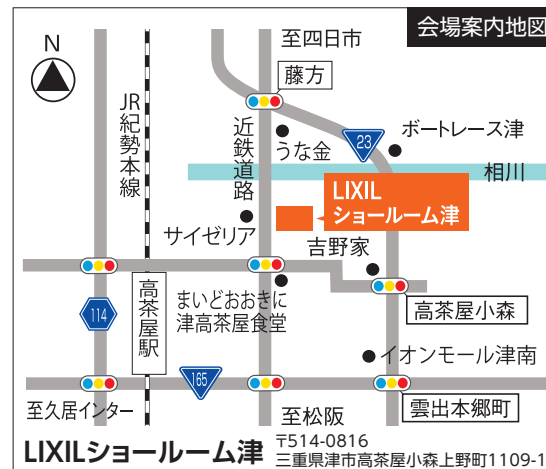 会場案内地図
N
至四日市
藤方
JR紀勢本線
近鉄道路
うな金
23
ボートレース津
相川
LIXIL
ショールーム津
サイゼリア
吉野家
高茶屋駅
114
まいどおおきに
津高茶屋食堂
高茶屋小森
イオンモール津南
165
至久居インター
至松阪
雲出本郷町
LIXILショールーム津
〒514-0816
三重県津市高茶屋小森上野町1109-1